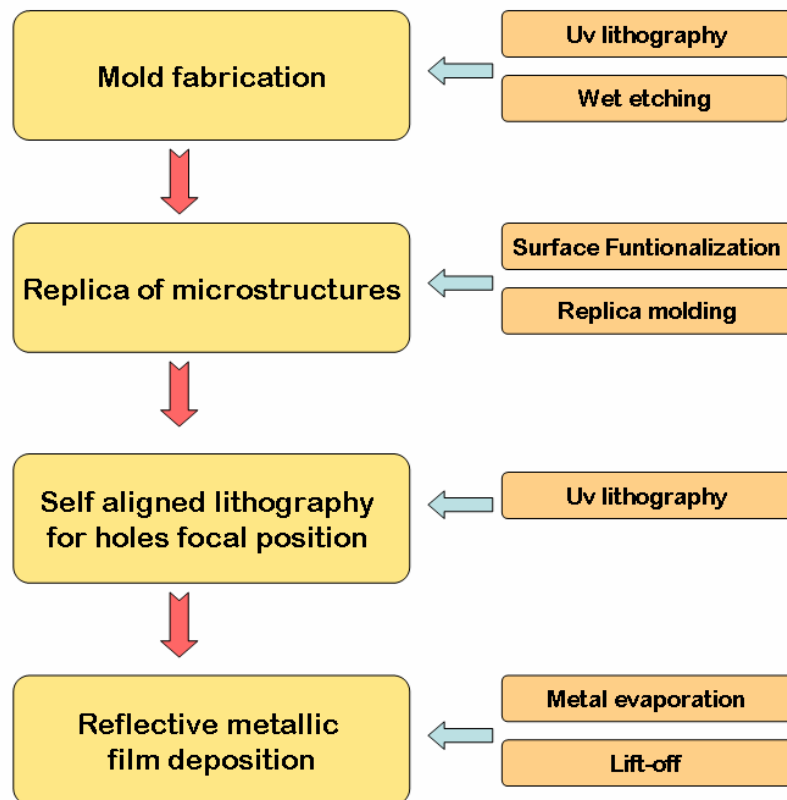 Mold fabrication
Uv lithography
Wet etching
Replica of microstructures
Surface Funtionalization
Replica molding
Self aligned lithography
for holes focal position
Uv lithography
Reflective metallic
film deposition
Metal evaporation
Lift-off